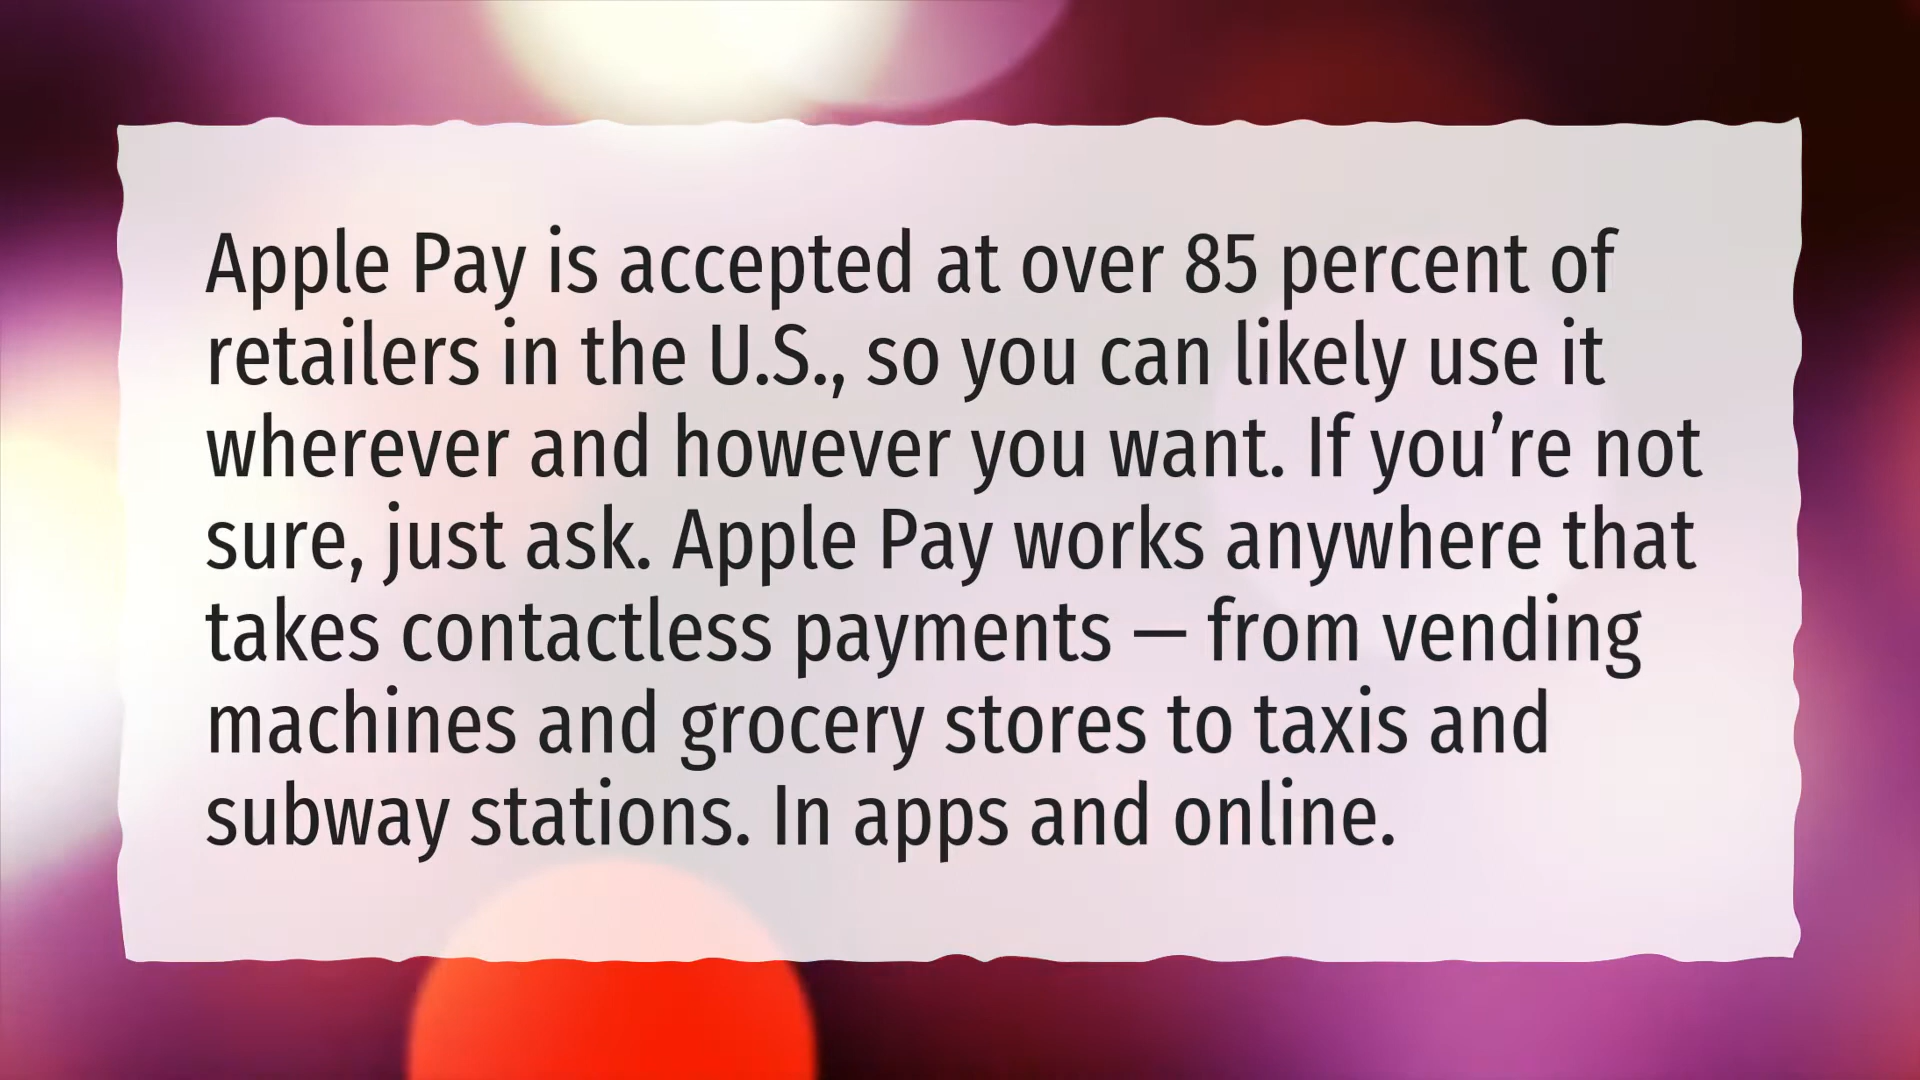 Apple Pay is accepted at over 85 percent of
retailers in the U.S., so you can likely use it
wherever and however you want. If you’re not
sure, just ask. Apple Pay works anywhere that
takes contactless payments — from vending
machines and grocery stores to taxis and
subway stations. In apps and online.